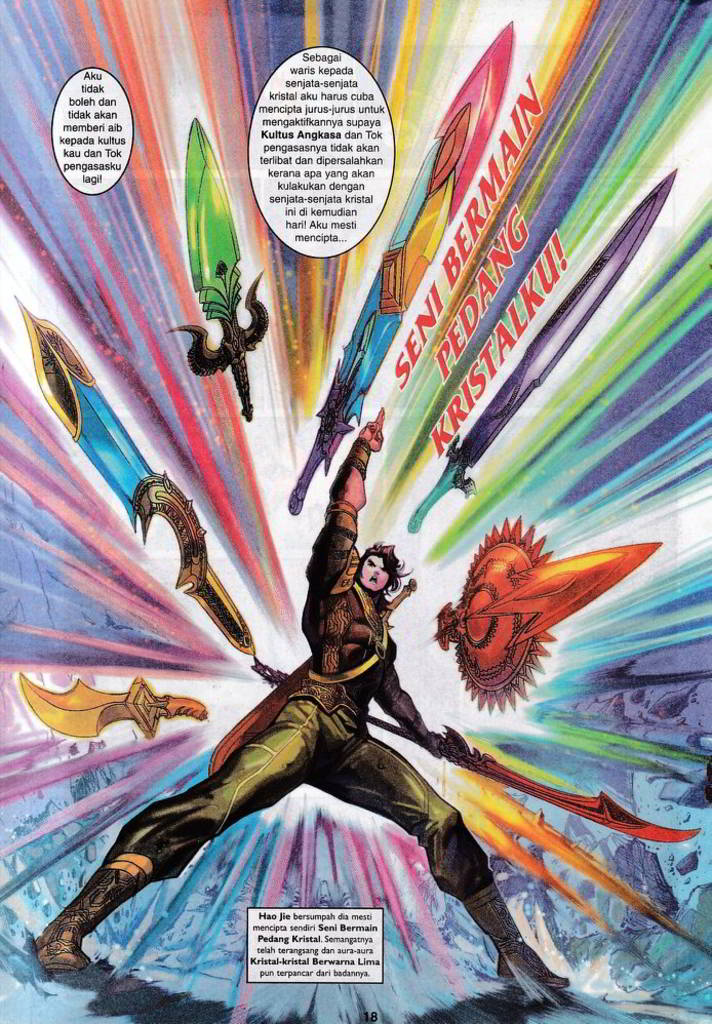 Aku
tidak
boleh dan
tidak akan
memberi aib
kepada kultus
kau dan Tok
pengasasku
lagi!
Sebagai
waris kepada
senjata-senjata
kristal aku harus cuba
mencipta jurus-jurus untuk
mengaktifkannya supaya
Kultus Angkasa dan Tok
pengasasnya tidak akan
terlibat dan dipersalahkan
kerana apa yang akan
kulakukan dengan
senjata-senjata kristal
ini di kemudian
hari! Aku mesti
mencipta...
SENI BERMAIN
PEDANG
KRISTALKU!
Hao Jie bersumpah dia mesti
mencipta sendiri Seni Bermain
Pedang Kristal. Semangatnya
telah terangsang dan aura-aura
Kristal-kristal Berwarna Lima
pun terpancar dari badannya.
18